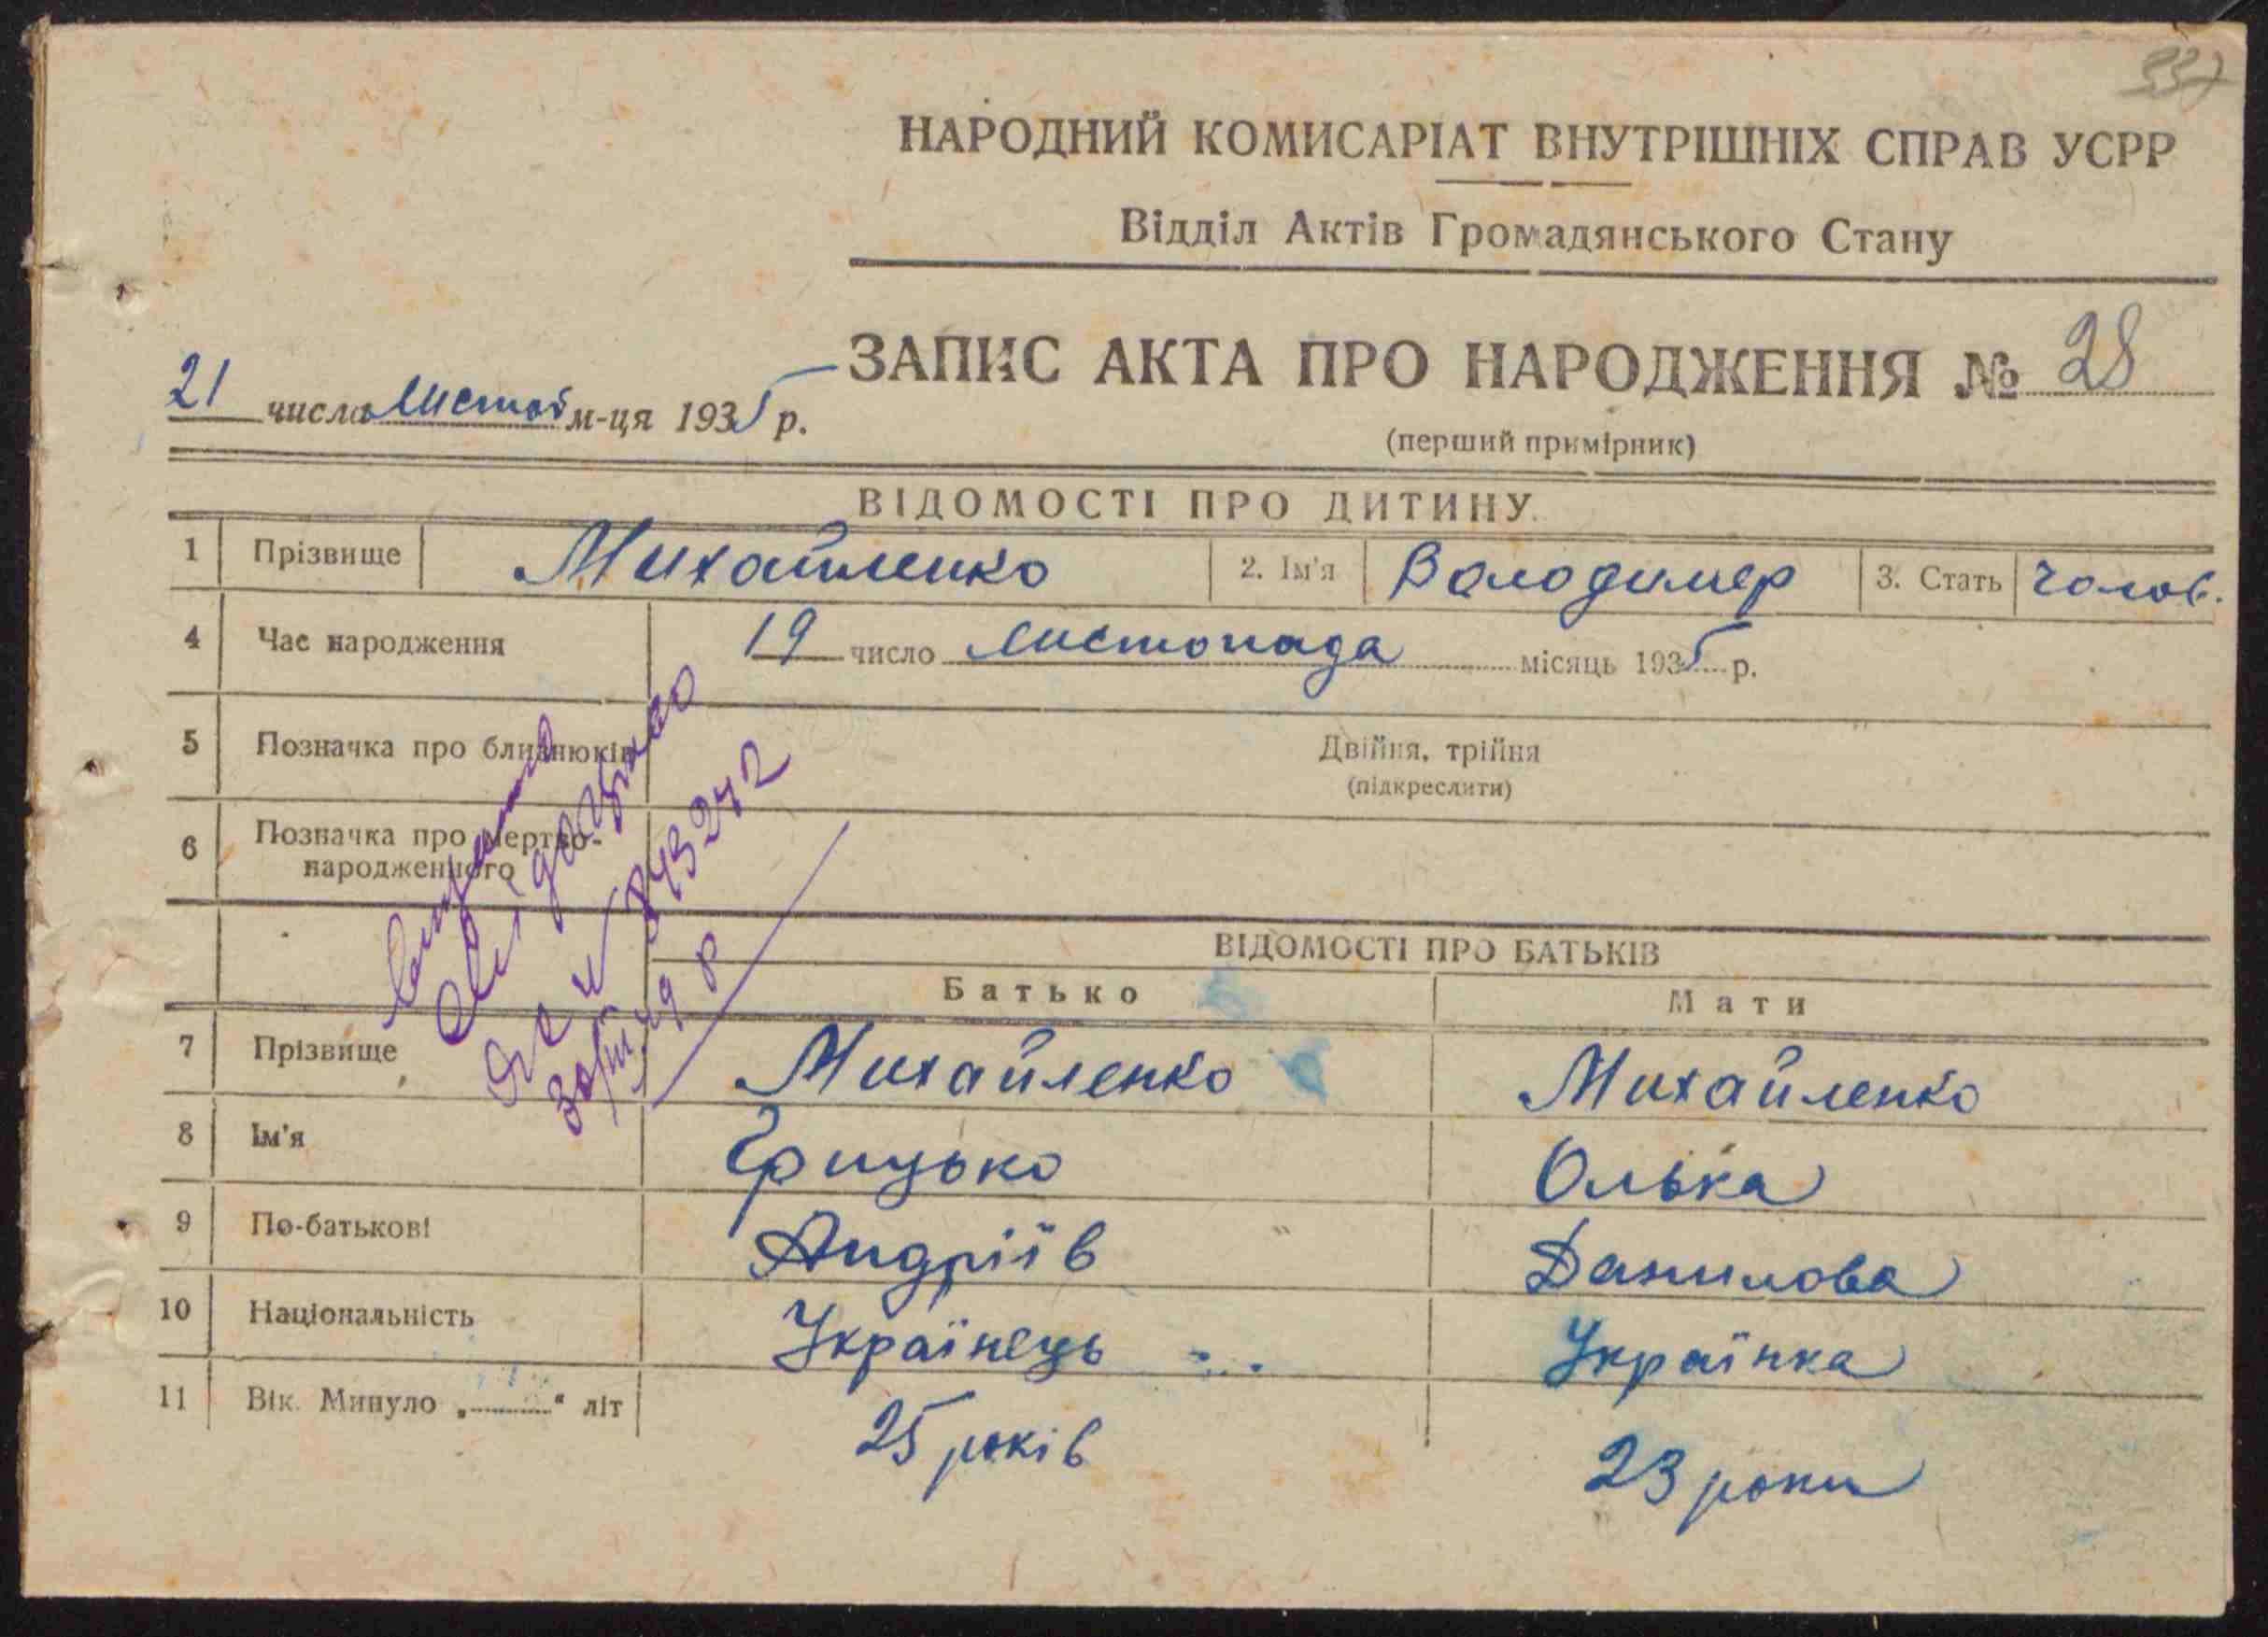 337
НАРОДНИЙ КОМИСАРІАТ ВНУТРІШНІХ СПРАВ УСРР
Відділ Актів Громадянського Стану
ЗАПИС АКТА ПРО НАРОДЖЕННЯ № 28
21 числа листоп м-ця 1935 р.
(перший примірник)
ВІДОМОСТІ ПРО ДИТИНУ.
1 Прізвище Михайленко 2. Ім'я Володимер 3. Стать чолов.
4 Час народження 19 число листопада місяць 1935 р.
5 Позначка про близнюків Двійня, трійня
(підкреслити)
6 Позначка про мертво-
народженного
ВІДОМОСТІ ПРО БАТЬКІВ
Батько Мати
7 Прізвище Михайленко Михайленко
8 Ім'я Грицько Олька
9 По-батькові Андріїв Данилова
10 Національність Українець Українка
11 Вік. Минуло „ “ літ 25 років 23 роки